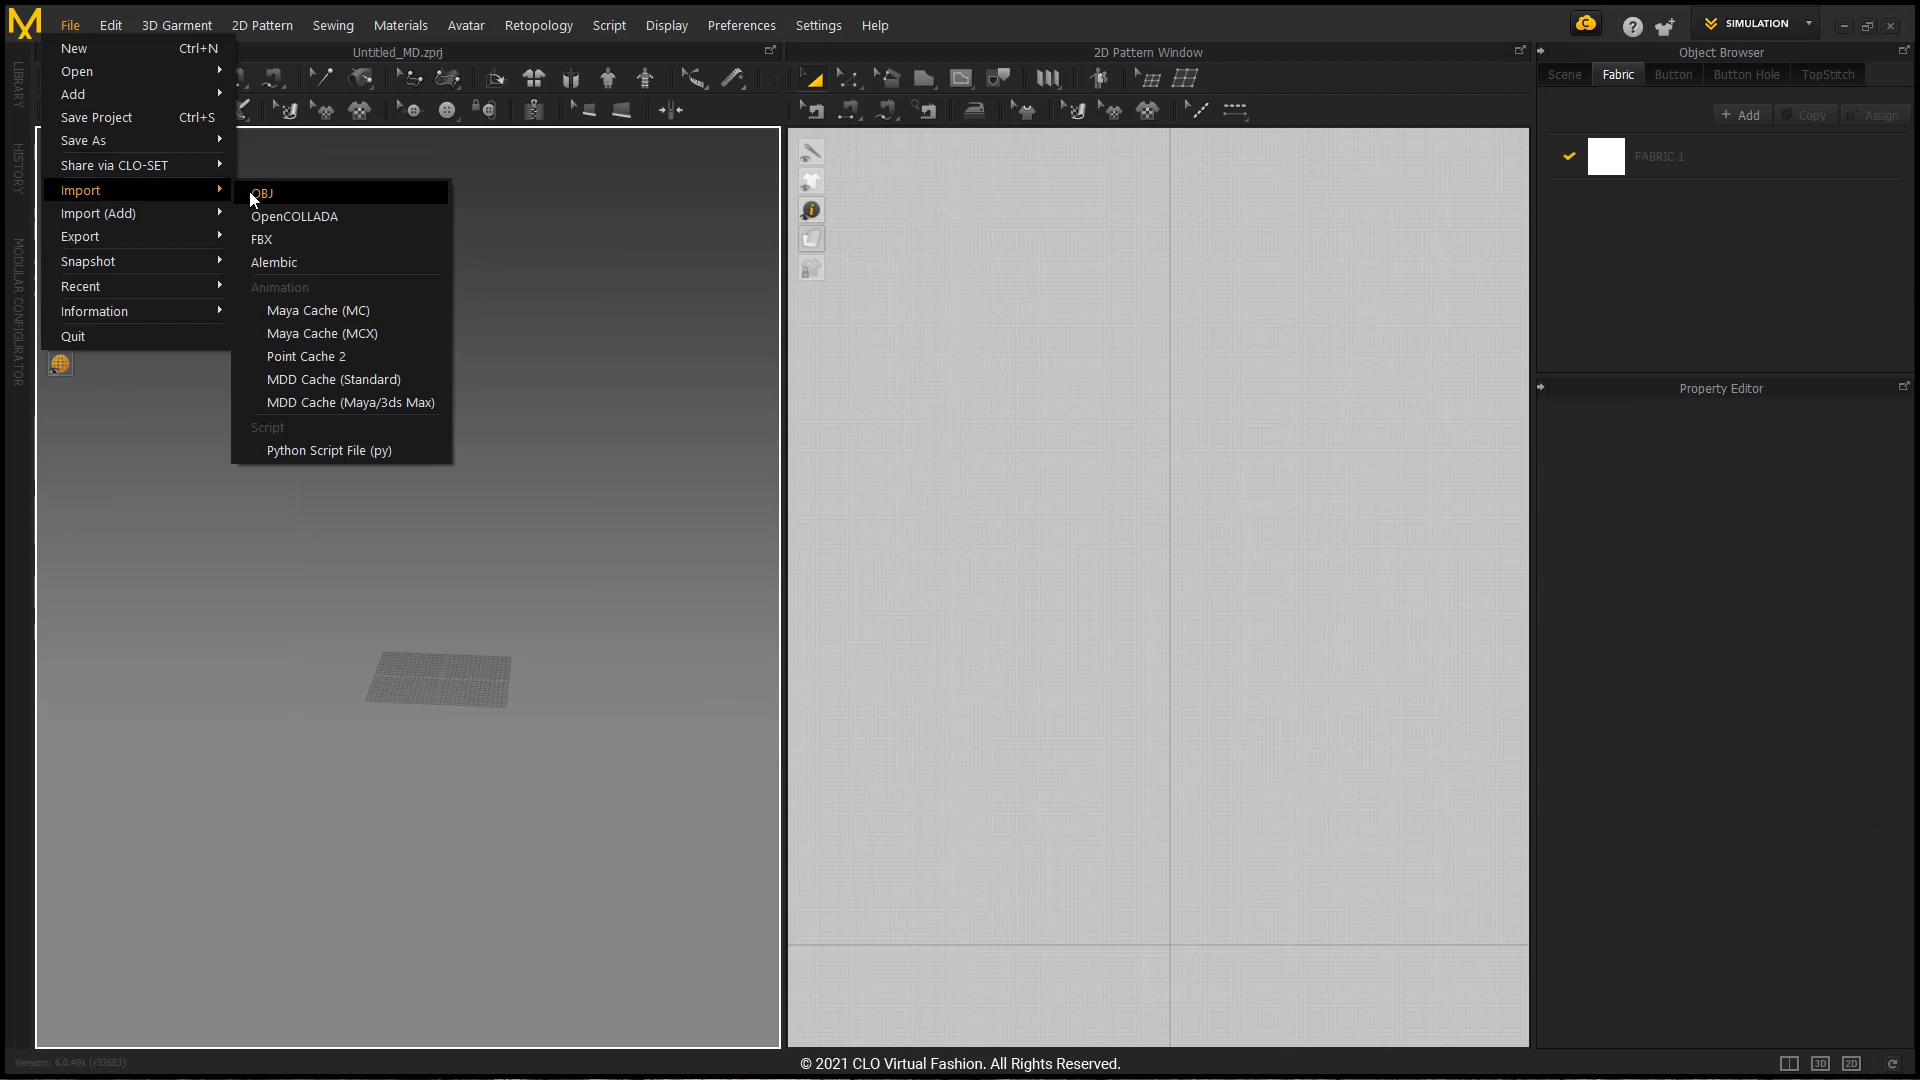 File Edit 3D Garment 2D Pattern Sewing Materials Avatar Retopology Script Display Preferences Settings Help SIMULATION
Untitled_MD.zprj
2D Pattern Window
Object Browser
New Ctrl+N
Open
Add
Save Project Ctrl+S
Save As
Share via CLO-SET
Import
Import (Add)
Export
Snapshot
Recent
Information
Quit
OBJ
OpenCOLLADA
FBX
Alembic
Animation
Maya Cache (MC)
Maya Cache (MCX)
Point Cache 2
MDD Cache (Standard)
MDD Cache (Maya/3ds Max)
Script
Python Script File (py)
LIBRARY
HISTORY
MODULAR CONFIGURATOR
Scene Fabric Button Button Hole TopStitch
+ Add Copy Assign
FABRIC 1
Property Editor
Version: 6.0.491 (r32683)
© 2021 CLO Virtual Fashion. All Rights Reserved.
3D 2D